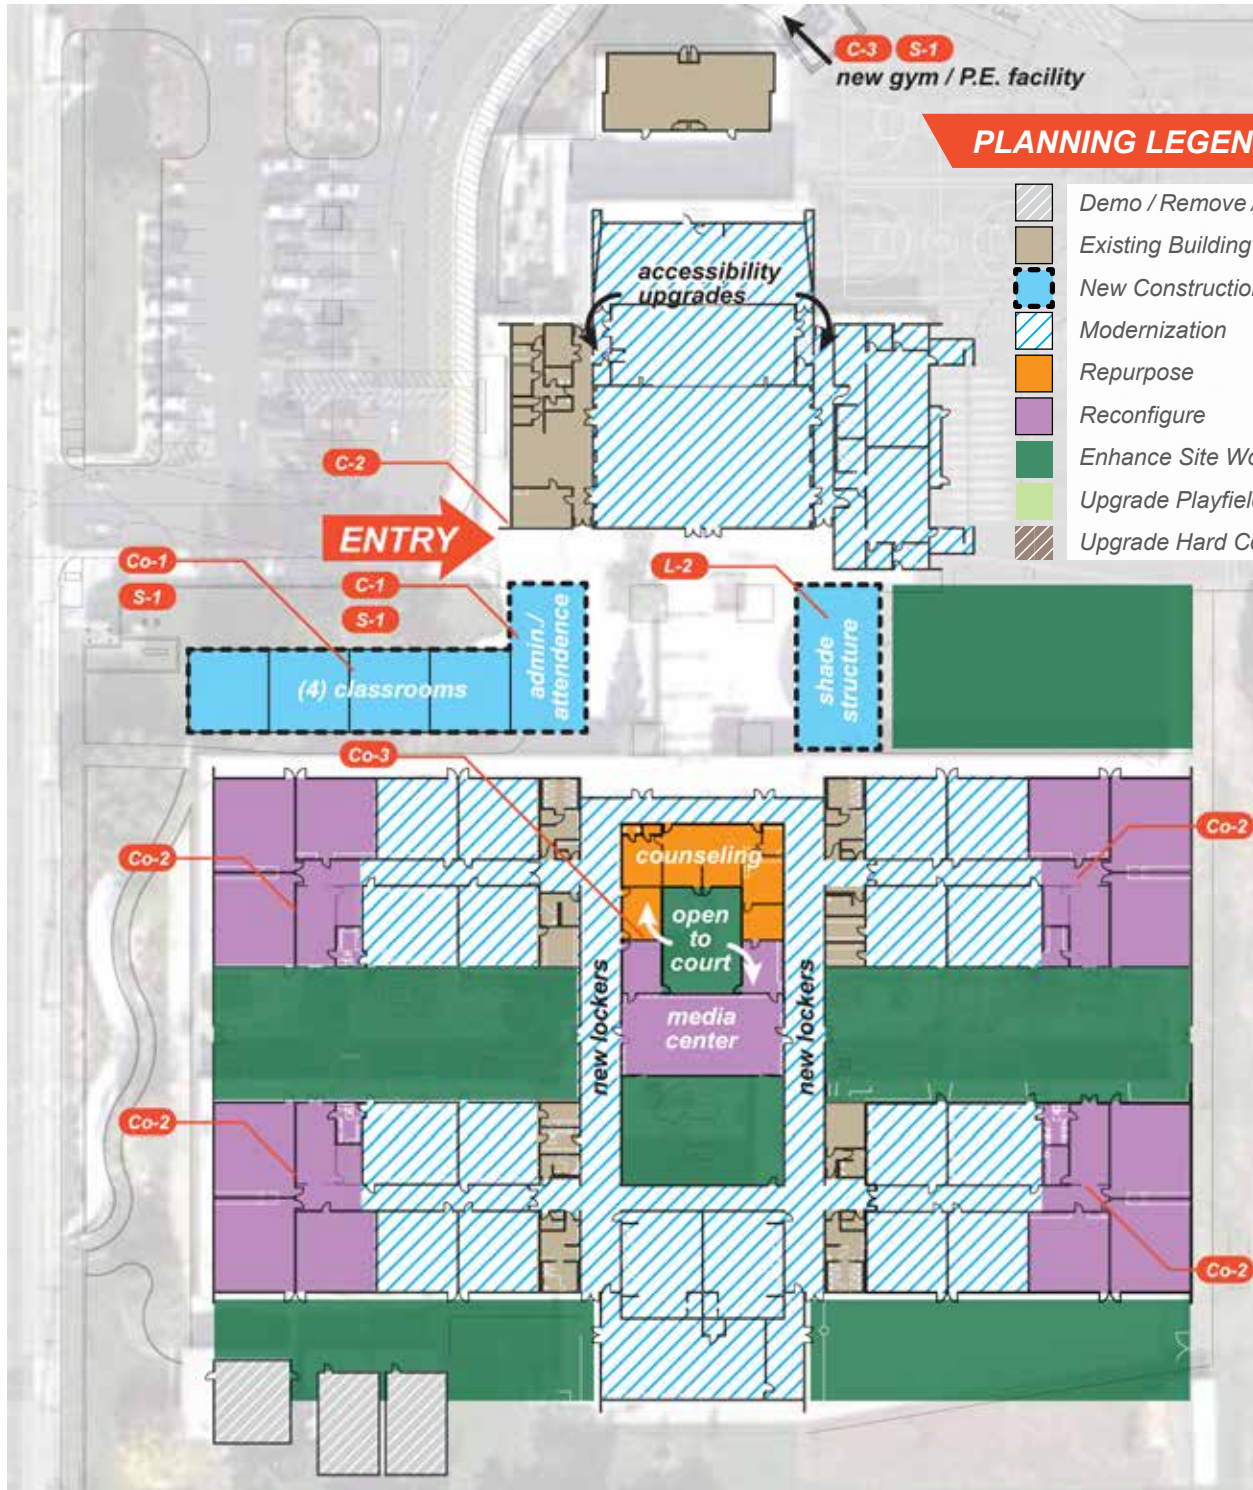 C-3 S-1
new gym / P.E. facility
PLANNING LEGEN
Demo / Remove
Existing Building
New Construction
Modernization
Repurpose
Reconfigure
Enhance Site Wo
Upgrade Playfiel
Upgrade Hard Co
accessibility
upgrades
C-2
ENTRY
Co-1
S-1
C-1
S-1
L-2
(4) classrooms
admin./
attendence
shade
structure
Co-3
Co-2
Co-2
counseling
open
to
court
media
center
new lockers
new lockers
Co-2
Co-2